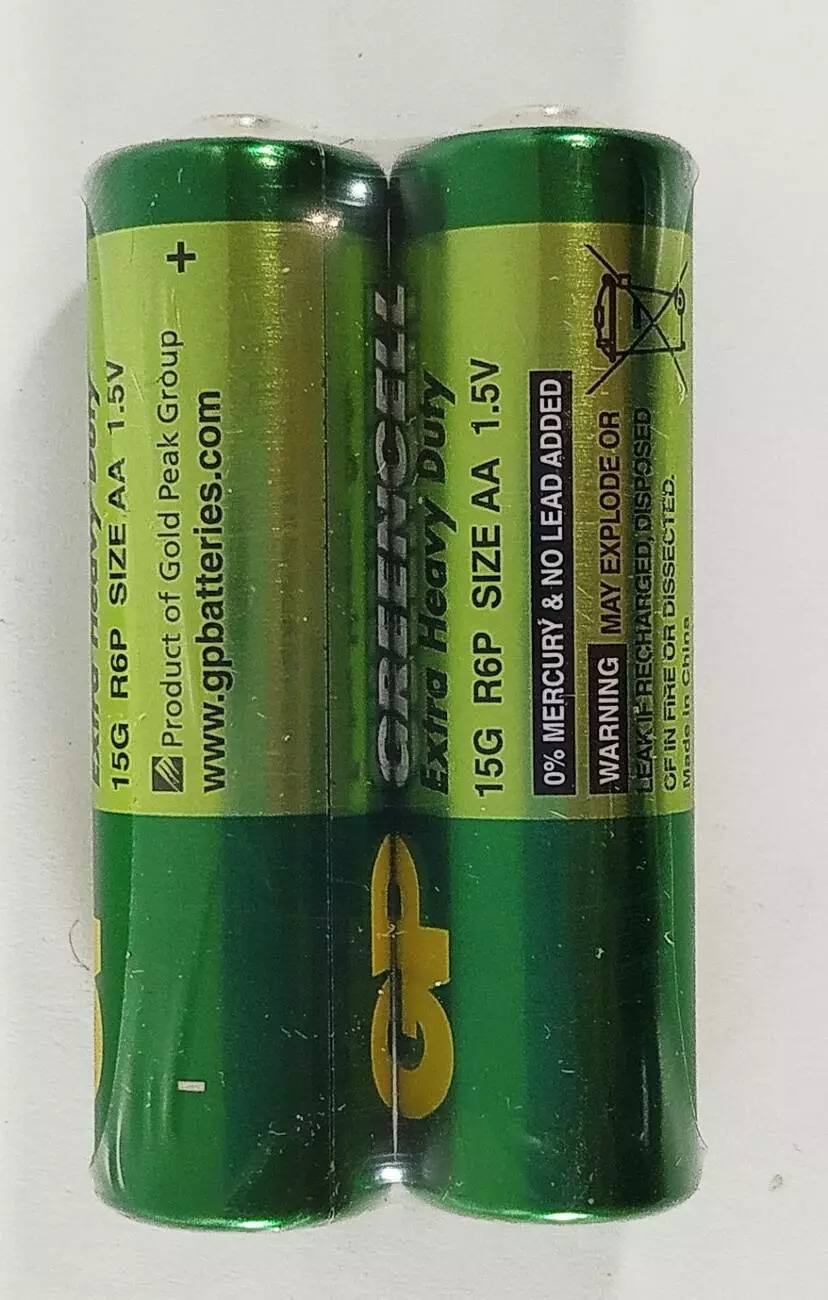 Extra Heavy Duty
15G R6P SIZE AA 1.5V
Product of Gold Peak Group
www.gpbatteries.com
+
-
GP
GREENCELL
Extra Heavy Duty
15G R6P SIZE AA 1.5V
0% MERCURY & NO LEAD ADDED
WARNING MAY EXPLODE OR
LEAK IF RECHARGED, DISPOSED
OF IN FIRE OR DISSECTED.
Made in China